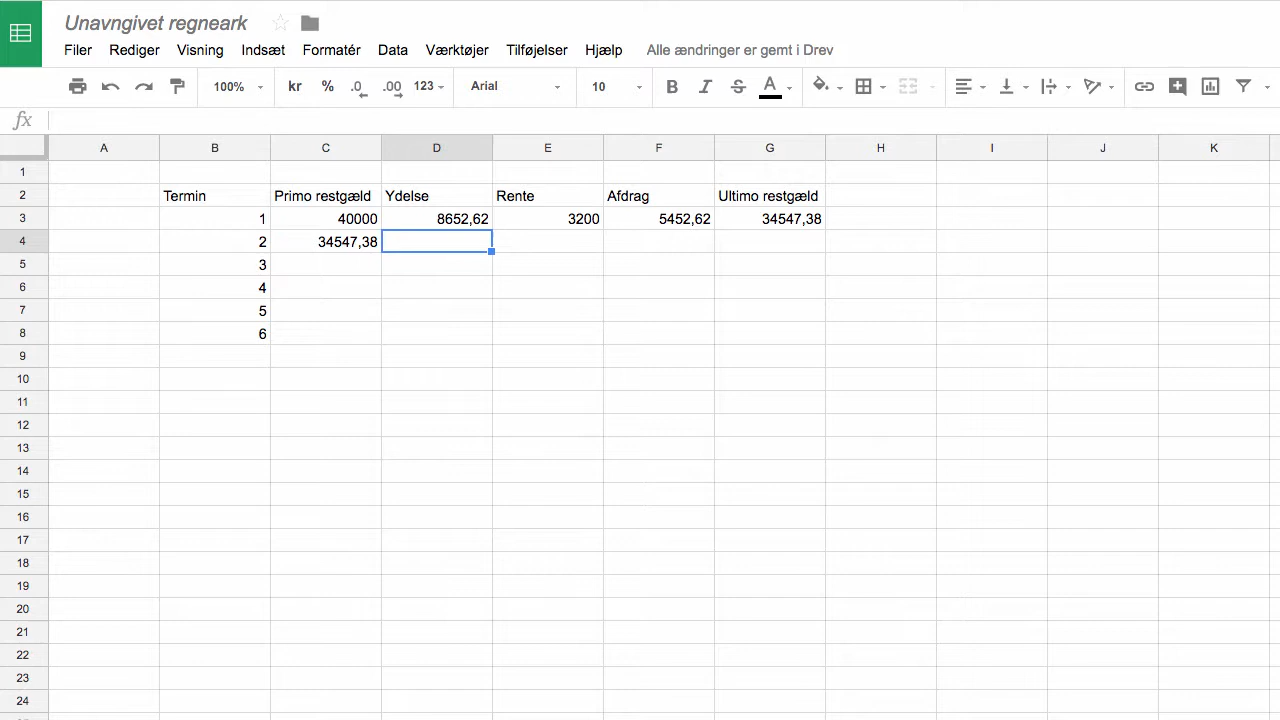 Unavngivet regneark
Filer Rediger Visning Indsæt Formatér Data Værktøjer Tilføjelser Hjælp Alle ændringer er gemt i Drev
100% kr % .0 .00 123 Arial 10 B I S A
fx
A B C D E F G H I J K
1
2 Termin Primo restgæld Ydelse Rente Afdrag Ultimo restgæld
3 1 40000 8652,62 3200 5452,62 34547,38
4 2 34547,38
5 3
6 4
7 5
8 6
9
10
11
12
13
14
15
16
17
18
19
20
21
22
23
24